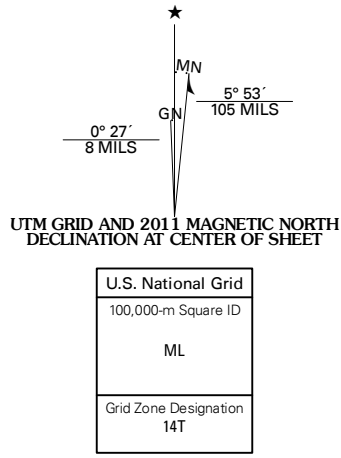 ★
MN
GN
5° 53´
105 MILS
0° 27´
8 MILS
UTM GRID AND 2011 MAGNETIC NORTH
DECLINATION AT CENTER OF SHEET
U.S. National Grid
100,000-m Square ID
ML
Grid Zone Designation
14T